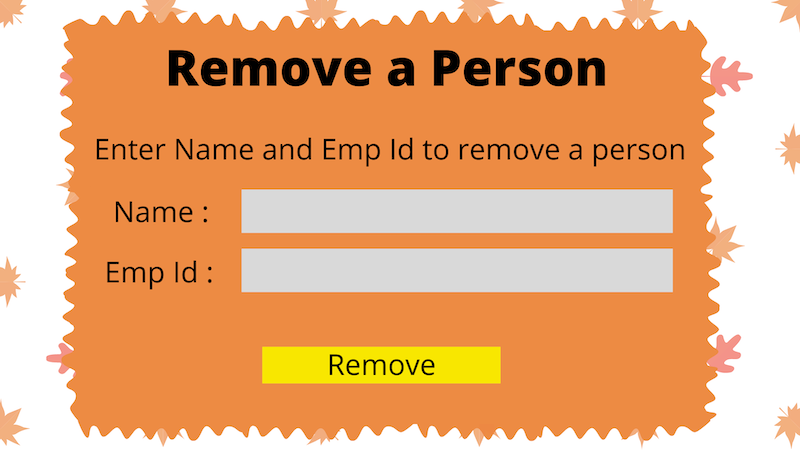 Remove a Person
Enter Name and Emp Id to remove a person
Name :
Emp Id :
Remove